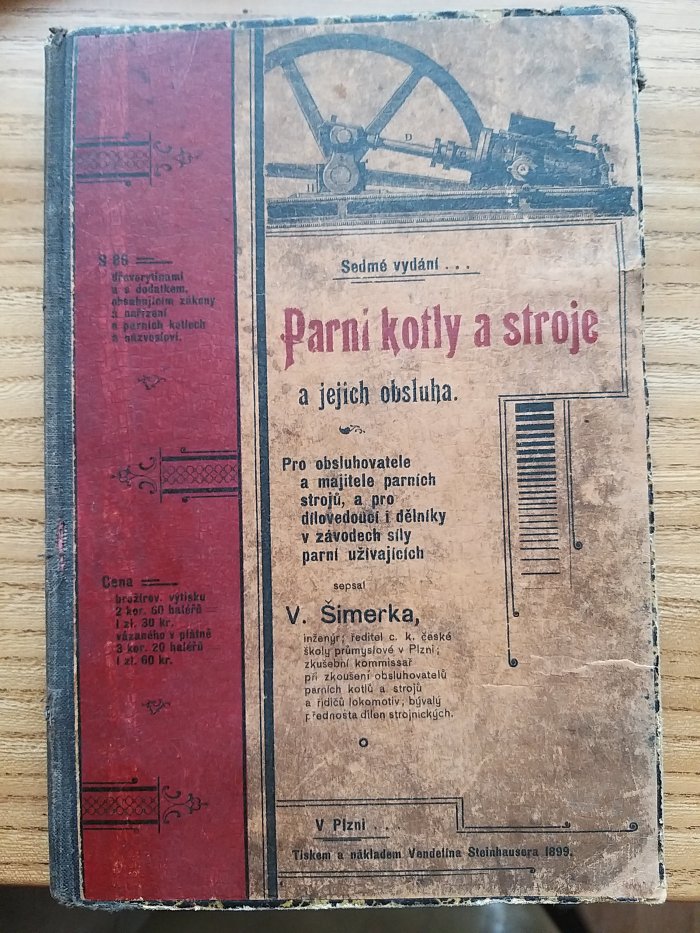 S 86
dřevorytinami
a s dodatkem,
obsahujícím zákony
a nařízení
o parních kotlech
a názvosloví.
Cena
brožirov. výtisku
2 kor. 60 haléřů
1 zl. 30 kr.
vázaného v plátně
3 kor. 20 haléřů
1 zl. 60 kr.
D
Sedmé vydání . . .
Parní kotly a stroje
a jejich obsluha.
Pro obsluhovatele
a majitele parních
strojů, a pro
dílovedoucí i dělníky
v závodech síly
parní užívajících
sepsal
V. Šimerka,
inženýr; ředitel c. k. české
školy průmyslové v Plzni;
zkušební kommissař
při zkoušení obsluhovatelů
parních kotlů a strojů
a řidičů lokomotiv; bývalý
přednosta dílen strojnických.
V Plzni . . .
Tiskem a nákladem Vendelína Steinhausera 1899.